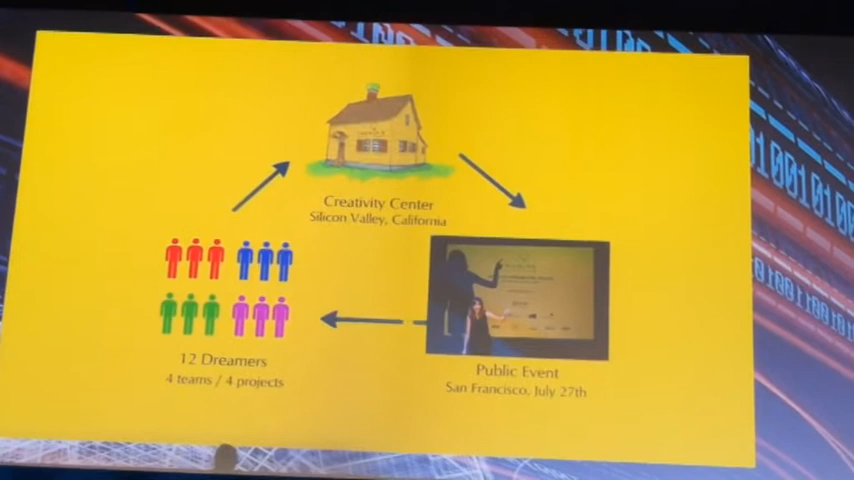 Creativity Center
Silicon Valley, California
12 Dreamers
4 teams / 4 projects
Public Event
San Francisco, July 27th